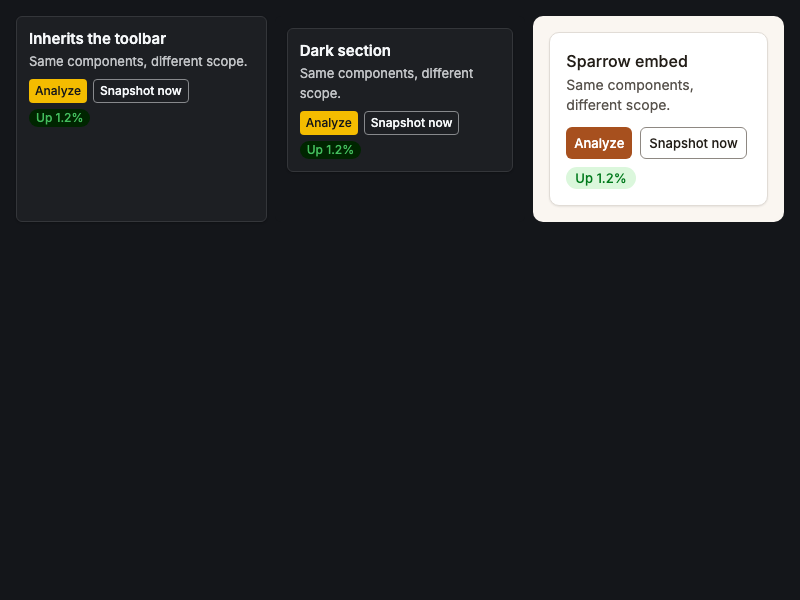 Inherits the toolbar
Same components, different scope.
Analyze
Snapshot now
Up 1.2%
Dark section
Same components, different
scope.
Analyze
Snapshot now
Up 1.2%
Sparrow embed
Same components,
different scope.
Analyze
Snapshot now
Up 1.2%